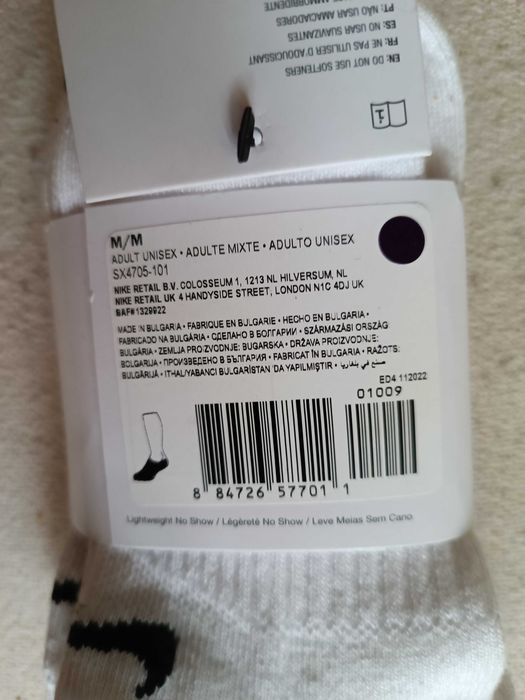 EN: DO NOT USE SOFTENERS
FR: NE PAS UTILISER D'ADOUCISSANT
ES: NO USAR SUAVIZANTES
PT: NÃO USAR AMACIADORES
M/M
ADULT UNISEX • ADULTE MIXTE • ADULTO UNISEX
SX4705-101
NIKE RETAIL B.V. COLOSSEUM 1, 1213 NL HILVERSUM, NL
NIKE RETAIL UK 4 HANDYSIDE STREET, LONDON N1C 4DJ UK
BAF#1329922
MADE IN BULGARIA • FABRIQUE EN BULGARIE • HECHO EN BULGARIA •
FABRICADO NA BULGÁRIA • СДЕЛАНО В БОЛГАРИИ • SZÁRMAZÁSI ORSZÁG:
BULGÁRIA • ZEMLJA PROIZVODNJE: BUGARSKA • DRŽAVA PROIZVODNJE:
BOLGARIJA • ПРОИЗВЕДЕНО В БЪЛГАРИЯ • FABRICAT ÎN BULGARIA • RAŽOTS:
BULGĀRIJĀ • ITHAL/YABANCI BULGARİSTAN 'DA YAPILMIŞTIR • صنع في بلغاريا
ED4 112022
01009
8 84726 57701 1
Lightweight No Show / Légèreté No Show / Leve Meias Sem Cano